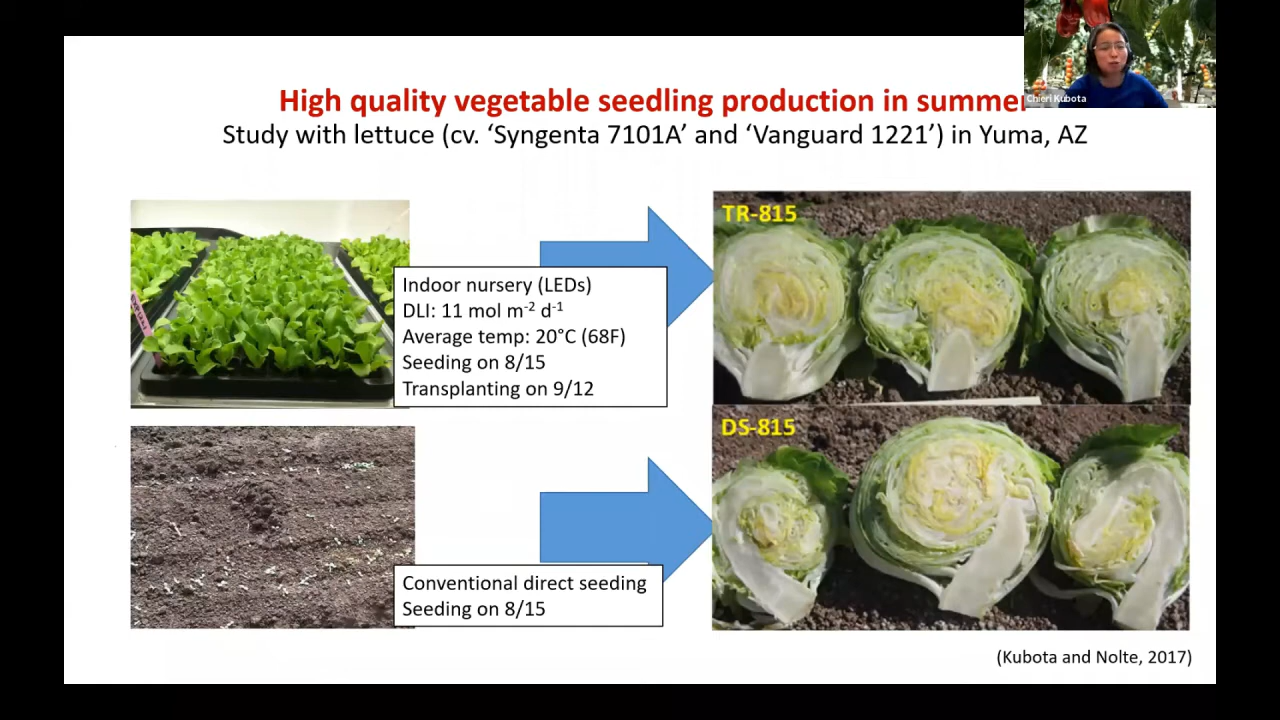 High quality vegetable seedling production in summer
Study with lettuce (cv. ‘Syngenta 7101A’ and ‘Vanguard 1221’) in Yuma, AZ
Chieri Kubota
TR-815
Indoor nursery (LEDs)
DLI: 11 mol m-2 d-1
Average temp: 20°C (68F)
Seeding on 8/15
Transplanting on 9/12
DS-815
Conventional direct seeding
Seeding on 8/15
(Kubota and Nolte, 2017)